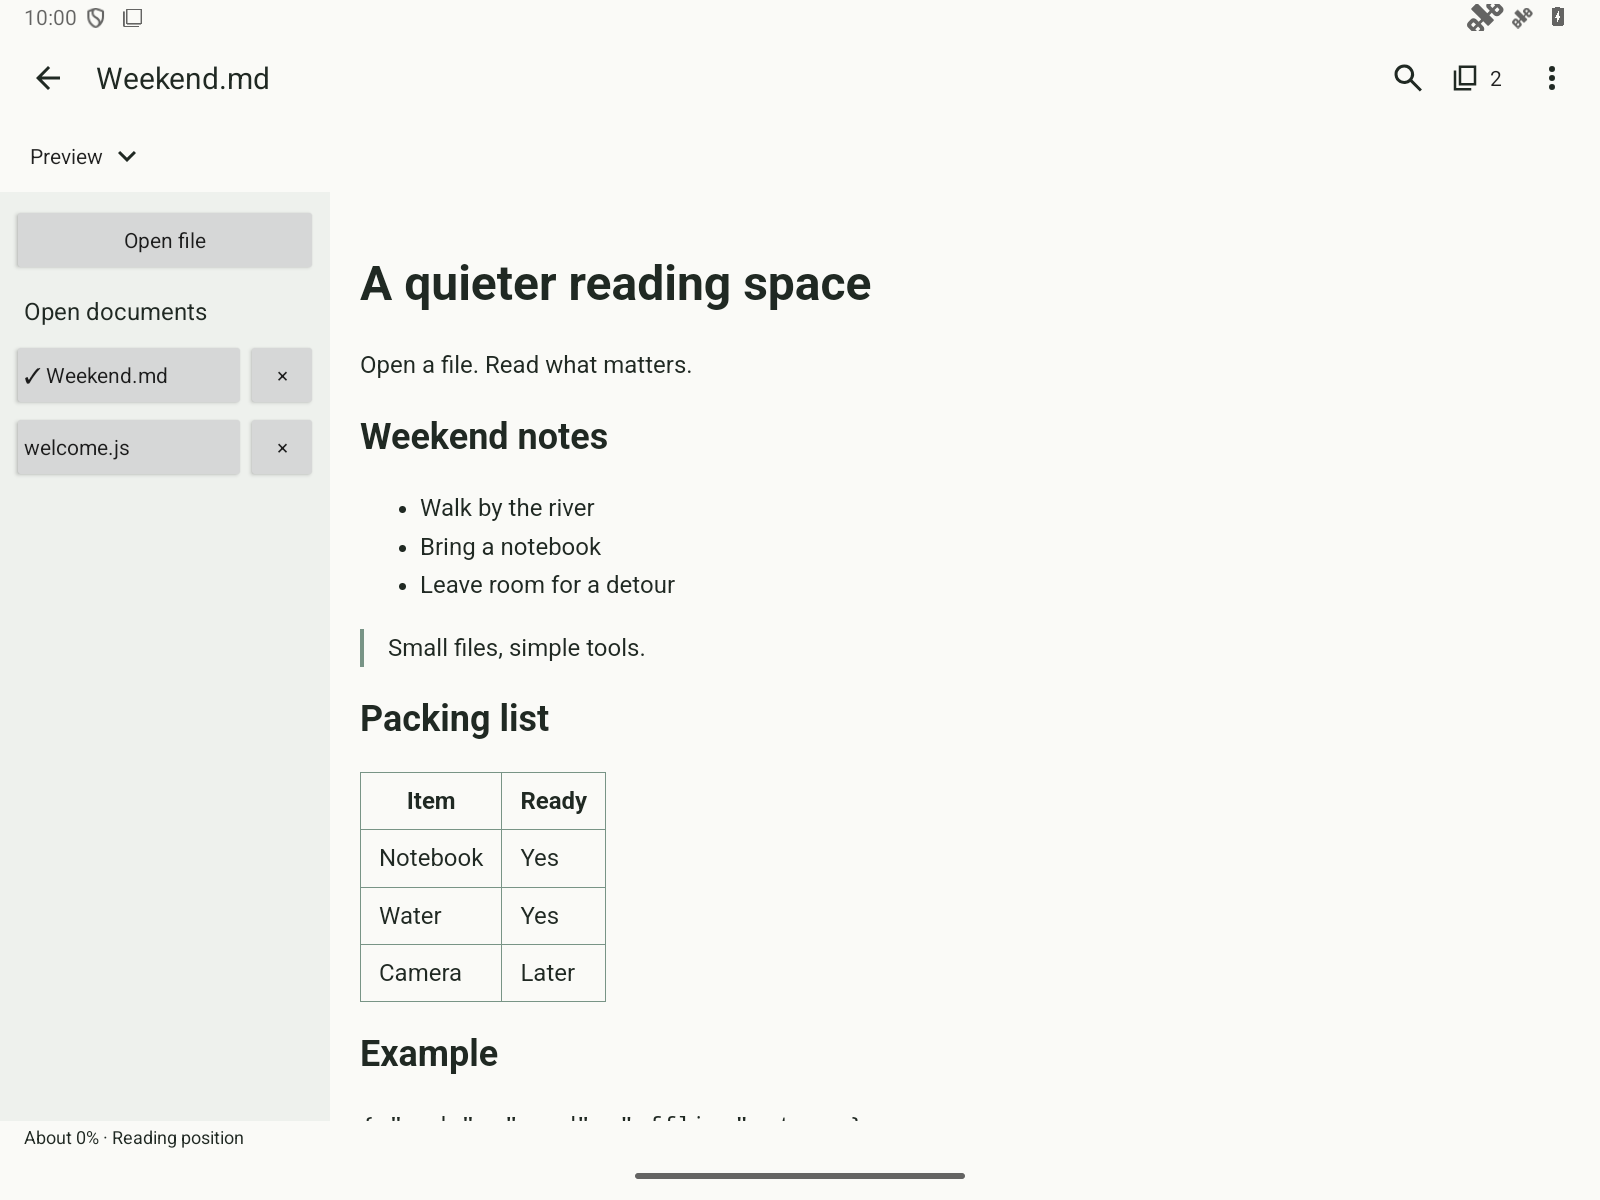 10:00
Weekend.md
2
Preview
Open file
Open documents
✓ Weekend.md ×
welcome.js ×
A quieter reading space
Open a file. Read what matters.
Weekend notes
• Walk by the river
• Bring a notebook
• Leave room for a detour
Small files, simple tools.
Packing list
Item Ready
Notebook Yes
Water Yes
Camera Later
Example
About 0% · Reading position